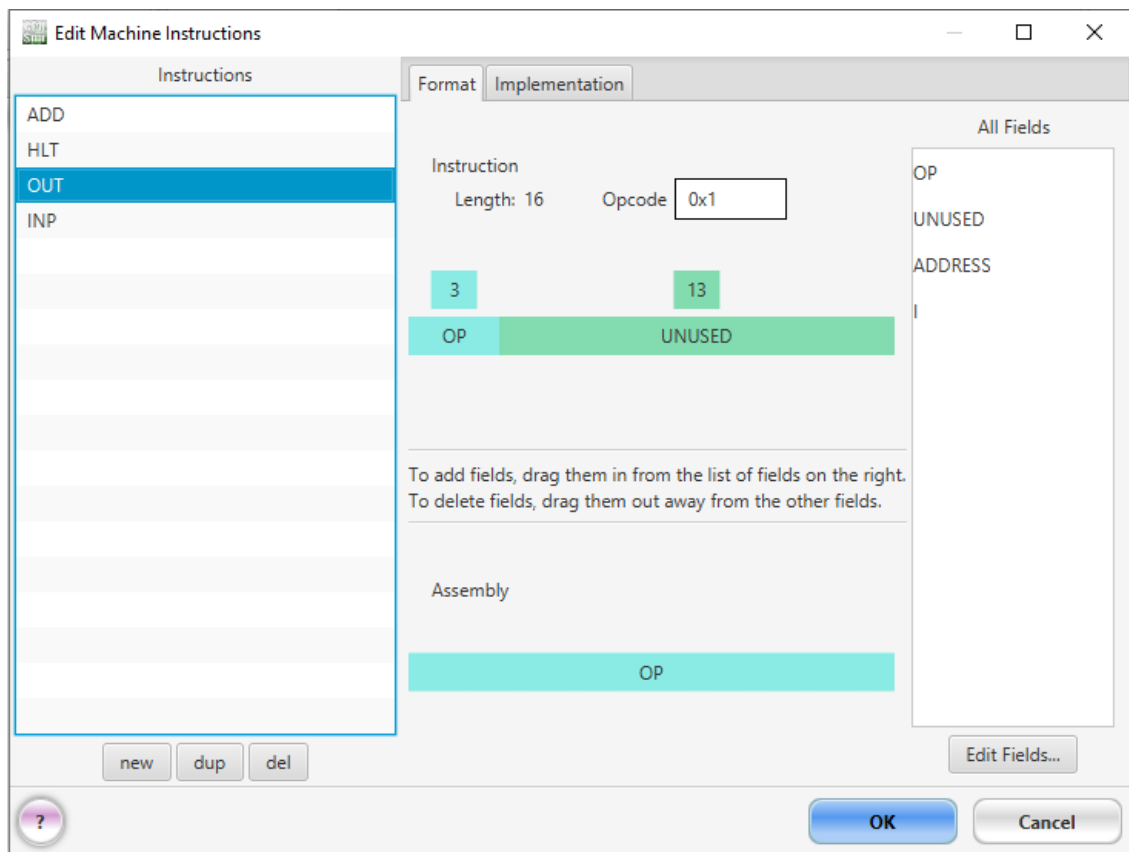 Edit Machine Instructions
Instructions
ADD
HLT
OUT
INP
new dup del
Format Implementation
Instruction
Length: 16 Opcode 0x1
3 13
OP UNUSED
To add fields, drag them in from the list of fields on the right.
To delete fields, drag them out away from the other fields.
Assembly
OP
All Fields
OP
UNUSED
ADDRESS
I
Edit Fields...
?
OK Cancel